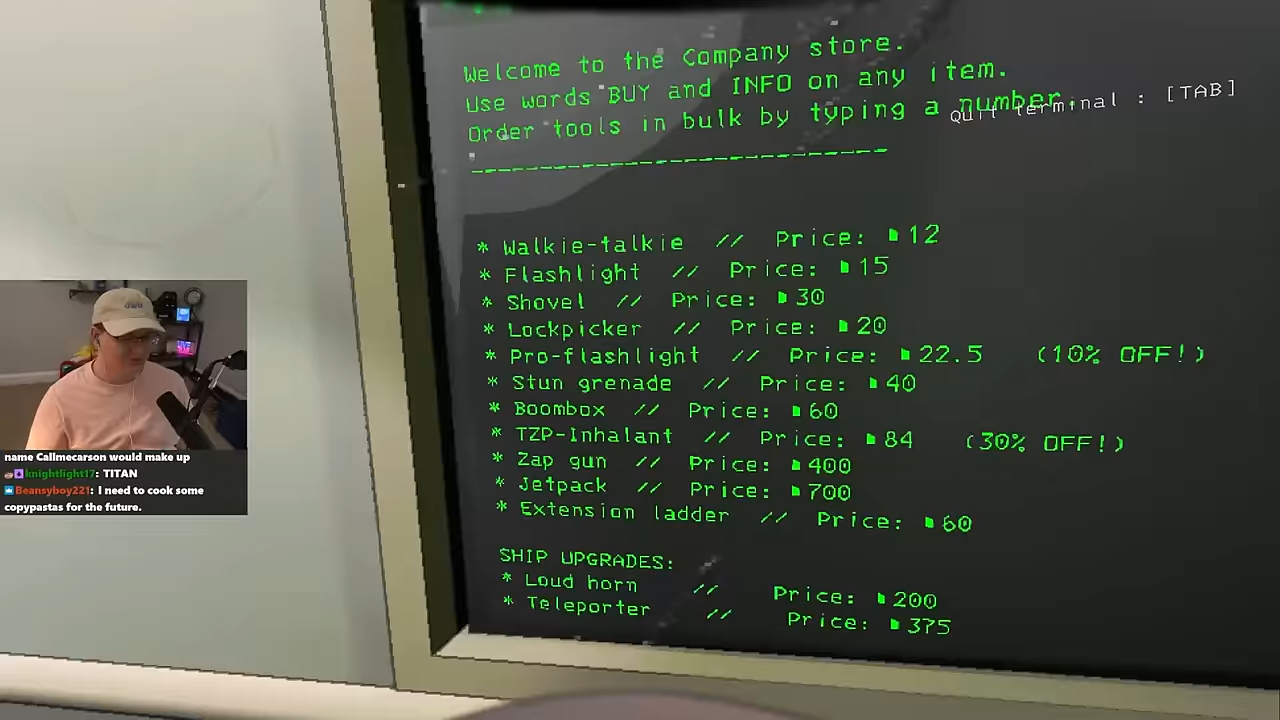 Welcome to the Company store.
Use words BUY and INFO on any item.
Order tools in bulk by typing a number.
Quit terminal : [TAB]
----------------------------
* Walkie-talkie // Price: 12
* Flashlight // Price: 15
* Shovel // Price: 30
* Lockpicker // Price: 20
* Pro-flashlight // Price: 22.5 (10% OFF!)
* Stun grenade // Price: 40
* Boombox // Price: 60
* TZP-Inhalant // Price: 84 (30% OFF!)
* Zap gun // Price: 400
* Jetpack // Price: 700
* Extension ladder // Price: 60
SHIP UPGRADES:
* Loud horn // Price: 200
* Teleporter // Price: 375
name Callmecarson would make up
knightlight17: TITAN
Beansyboy221: I need to cook some
copypastas for the future.